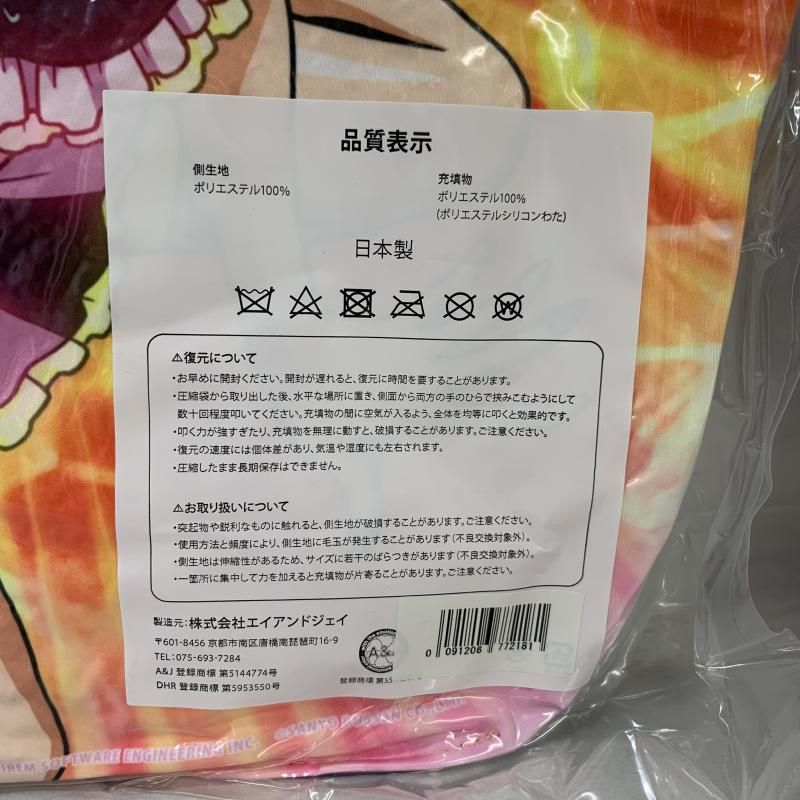 品質表示
側生地
ポリエステル100%
充填物
ポリエステル100%
(ポリエステルシリコンわた)
日本製
W
⚠復元について
・お早めに開封ください。開封が遅れると、復元に時間を要することがあります。
・圧縮袋から取り出した後、水平な場所に置き、側面から両方の手のひらで挟みこむようにして
数十回程度叩いてください。充填物の間に空気が入るよう、全体を均等に叩くと効果的です。
・叩く力が強すぎたり、充填物を無理に動すと、破損することがあります。ご注意ください。
・復元の速度には個体差があり、気温や湿度にも左右されます。
・圧縮したまま長期保存はできません。
⚠お取り扱いについて
・突起物や鋭利なものに触れると、側生地が破損することがあります。ご注意ください。
・使用方法と頻度により、側生地に毛玉が発生することがあります(不良交換対象外)。
・側生地は伸縮性があるため、サイズに若干のばらつきがあります(不良交換対象外)。
・一箇所に集中して力を加えると充填物が片寄ることがあります。ご注意ください。
製造元:株式会社エイアンドジェイ
〒601-8456 京都市南区唐橋南琵琶町16-9
TEL:075-693-7284
A&J 登録商標 第5144774号
DHR 登録商標 第5953550号
A&
登録商標 第55
0 091206 772181
IREM SOFTWARE ENGINEERING INC.
©SANYO BUSSAN CO.,LTD.